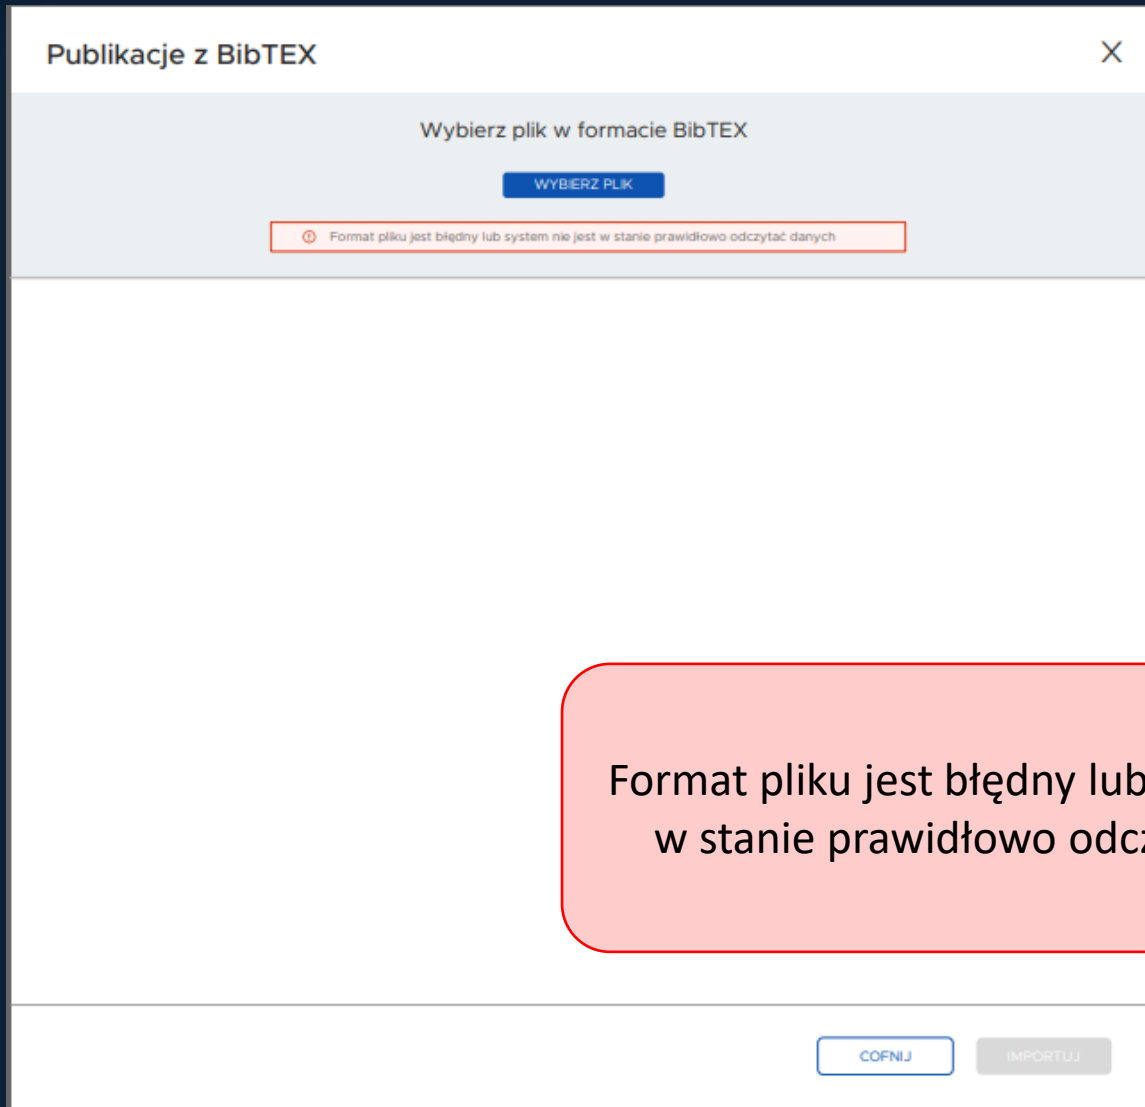 Publikacje z BibTEX
Wybierz plik w formacie BibTEX
WYBIERZ PLIK
Format pliku jest błędny lub system nie jest w stanie prawidłowo odczytać danych
Format pliku jest błędny lub
w stanie prawidłowo odcz
COFNIJ
IMPORTUJ